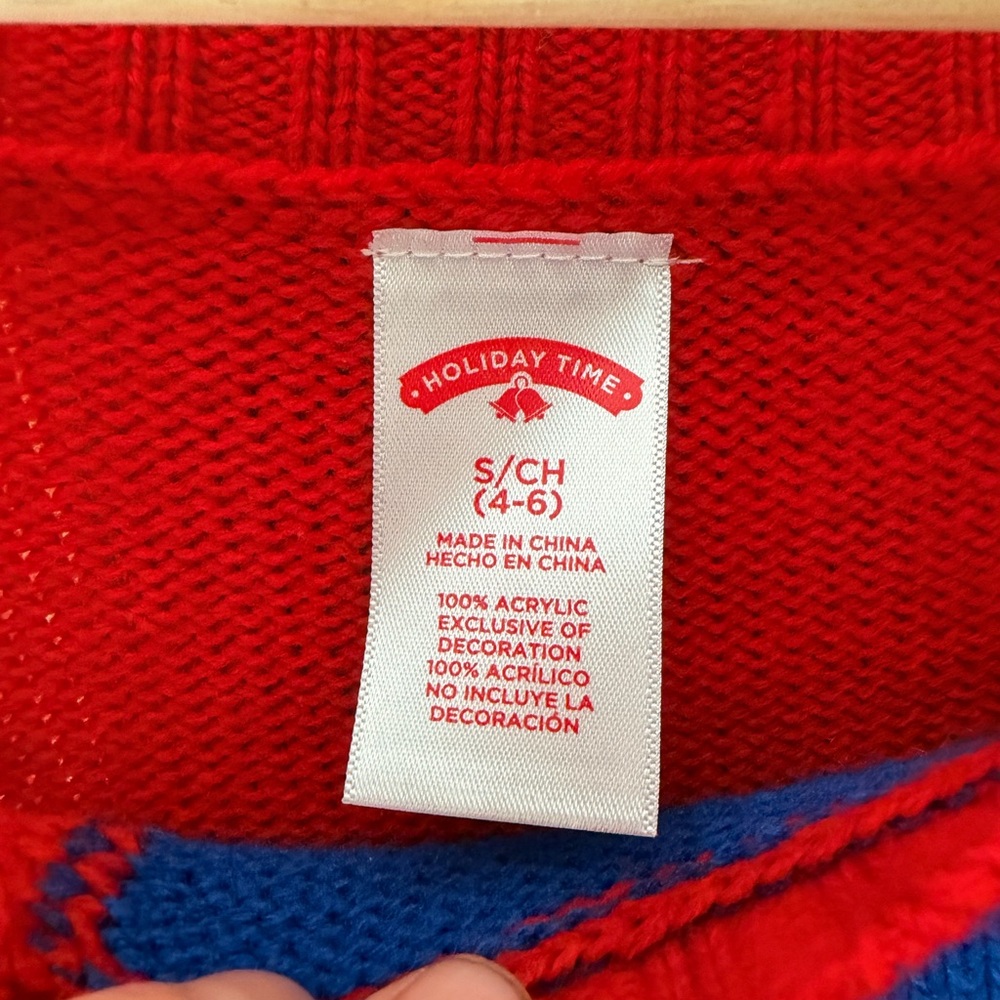 HOLIDAY TIME
S/CH
(4-6)
MADE IN CHINA
HECHO EN CHINA
100% ACRYLIC
EXCLUSIVE OF
DECORATION
100% ACRÍLICO
NO INCLUYE LA
DECORACIÓN